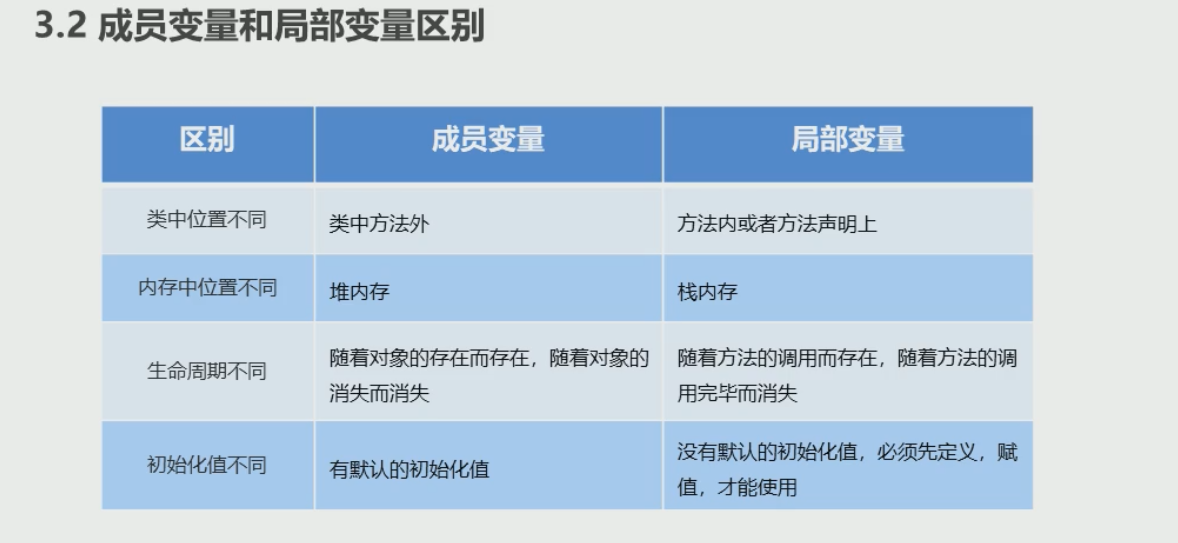 3.2 成员变量和局部变量区别
区别 成员变量 局部变量
类中位置不同 类中方法外 方法内或者方法声明上
内存中位置不同 堆内存 栈内存
生命周期不同
随着对象的存在而存在，随着对象的
消失而消失
随着方法的调用而存在，随着方法的调
用完毕而消失
初始化值不同 有默认的初始化值
没有默认的初始化值，必须先定义，赋
值，才能使用